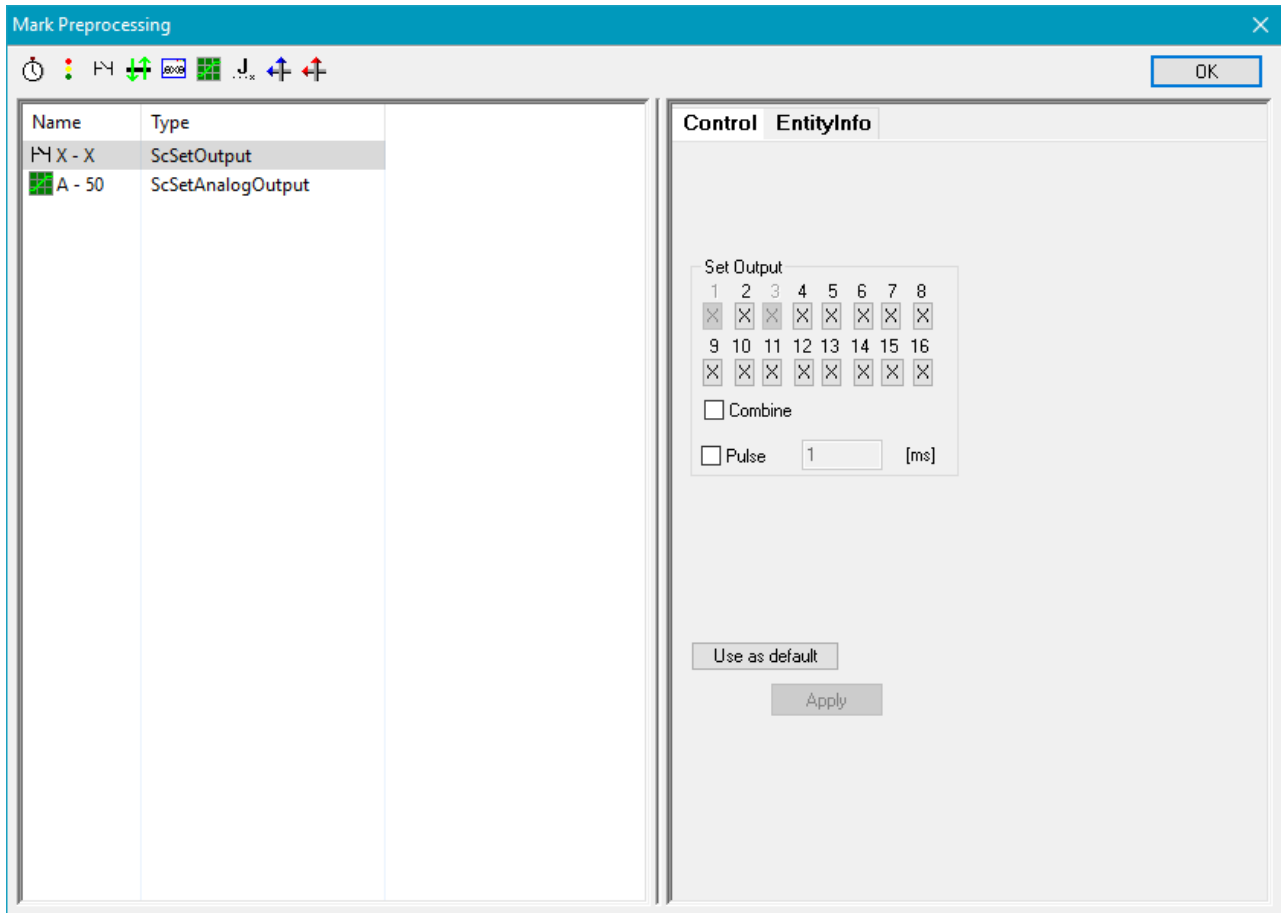 Mark Preprocessing
OK
Name Type
X - X ScSetOutput
A - 50 ScSetAnalogOutput
Control EntityInfo
Set Output
1 2 3 4 5 6 7 8
X X X X X X X X
9 10 11 12 13 14 15 16
X X X X X X X X
Combine
Pulse 1 [ms]
Use as default
Apply